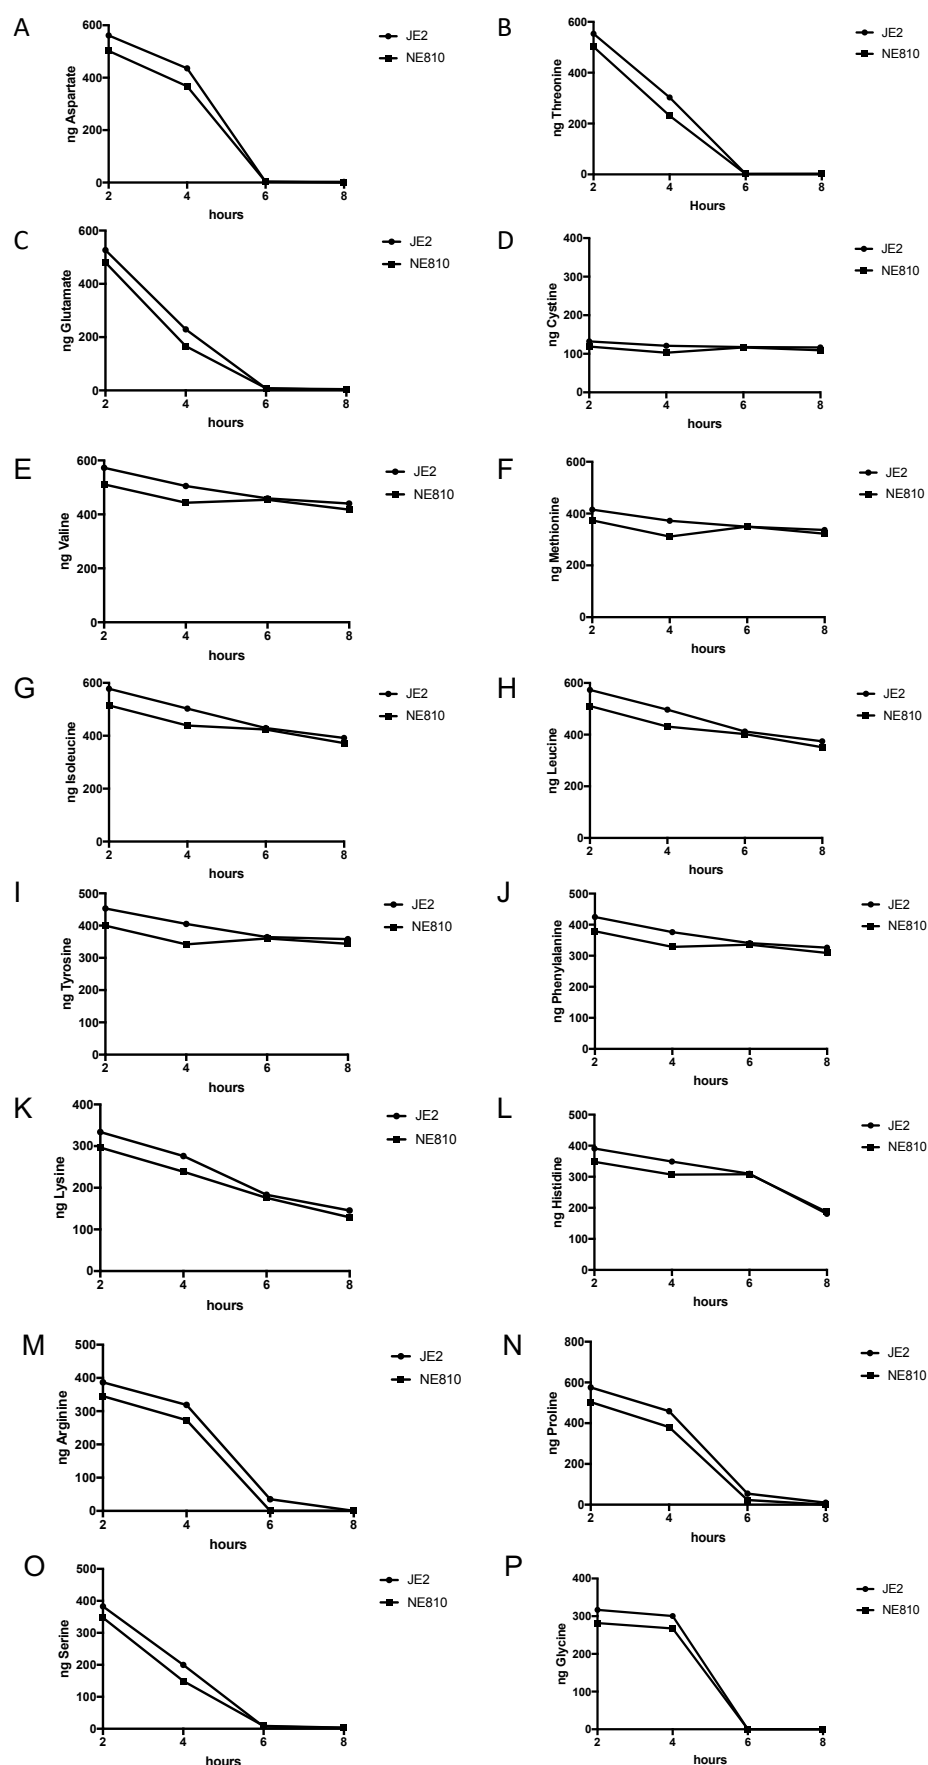 A
600
400
200
0
2 4 6 8
hours
ng Aspartate
JE2
NE810
B
600
400
200
0
2 4 6 8
Hours
ng Threonine
JE2
NE810
C
600
400
200
0
2 4 6 8
hours
ng Glutamate
JE2
NE810
D
400
300
200
100
0
2 4 6 8
hours
ng Cystine
JE2
NE810
E
600
400
200
0
2 4 6 8
hours
ng Valine
JE2
NE810
F
600
400
200
0
2 4 6 8
hours
ng Methionine
JE2
NE810
G
600
400
200
0
2 4 6 8
hours
ng Isoleucine
JE2
NE810
H
600
400
200
0
2 4 6 8
hours
ng Leucine
JE2
NE810
I
500
400
300
200
100
0
2 4 6 8
hours
ng Tyrosine
JE2
NE810
J
500
400
300
200
100
0
2 4 6 8
hours
ng Phenylalanine
JE2
NE810
K
400
300
200
100
0
2 4 6 8
hours
ng Lysine
JE2
NE810
L
500
400
300
200
100
0
2 4 6 8
hours
ng Histidine
JE2
NE810
M
500
400
300
200
100
0
2 4 6 8
hours
ng Arginine
JE2
NE810
N
800
600
400
200
0
2 4 6 8
hours
ng Proline
JE2
NE810
O
500
400
300
200
100
0
2 4 6 8
hours
ng Serine
JE2
NE810
P
400
300
200
100
0
2 4 6 8
hours
ng Glycine
JE2
NE810